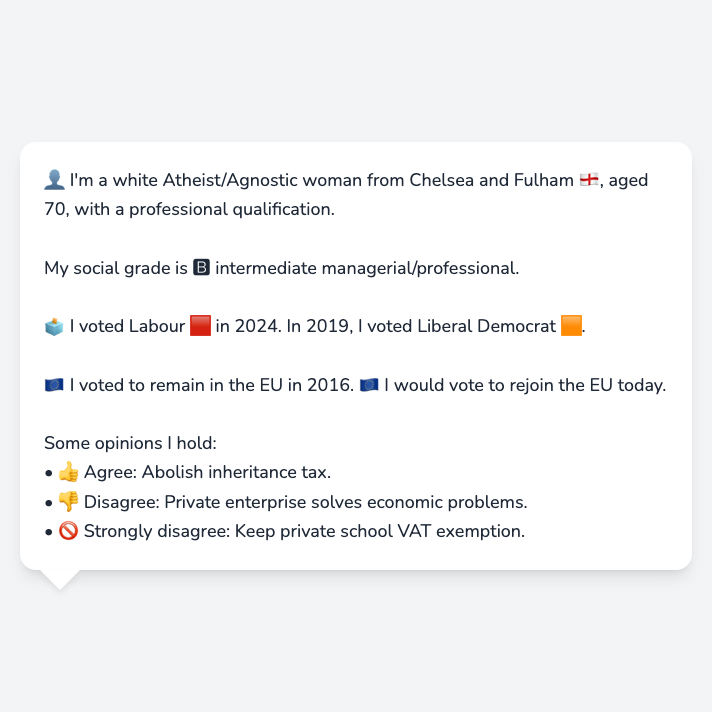 👤 I'm a white Atheist/Agnostic woman from Chelsea and Fulham 🏴󠁧󠁢󠁥󠁮󠁧󠁿, aged
70, with a professional qualification.
My social grade is 🅱 intermediate managerial/professional.
🗳️ I voted Labour 🟥 in 2024. In 2019, I voted Liberal Democrat 🟧.
🇪🇺 I voted to remain in the EU in 2016. 🇪🇺 I would vote to rejoin the EU today.
Some opinions I hold:
• 👍 Agree: Abolish inheritance tax.
• 👎 Disagree: Private enterprise solves economic problems.
• 🚫 Strongly disagree: Keep private school VAT exemption.